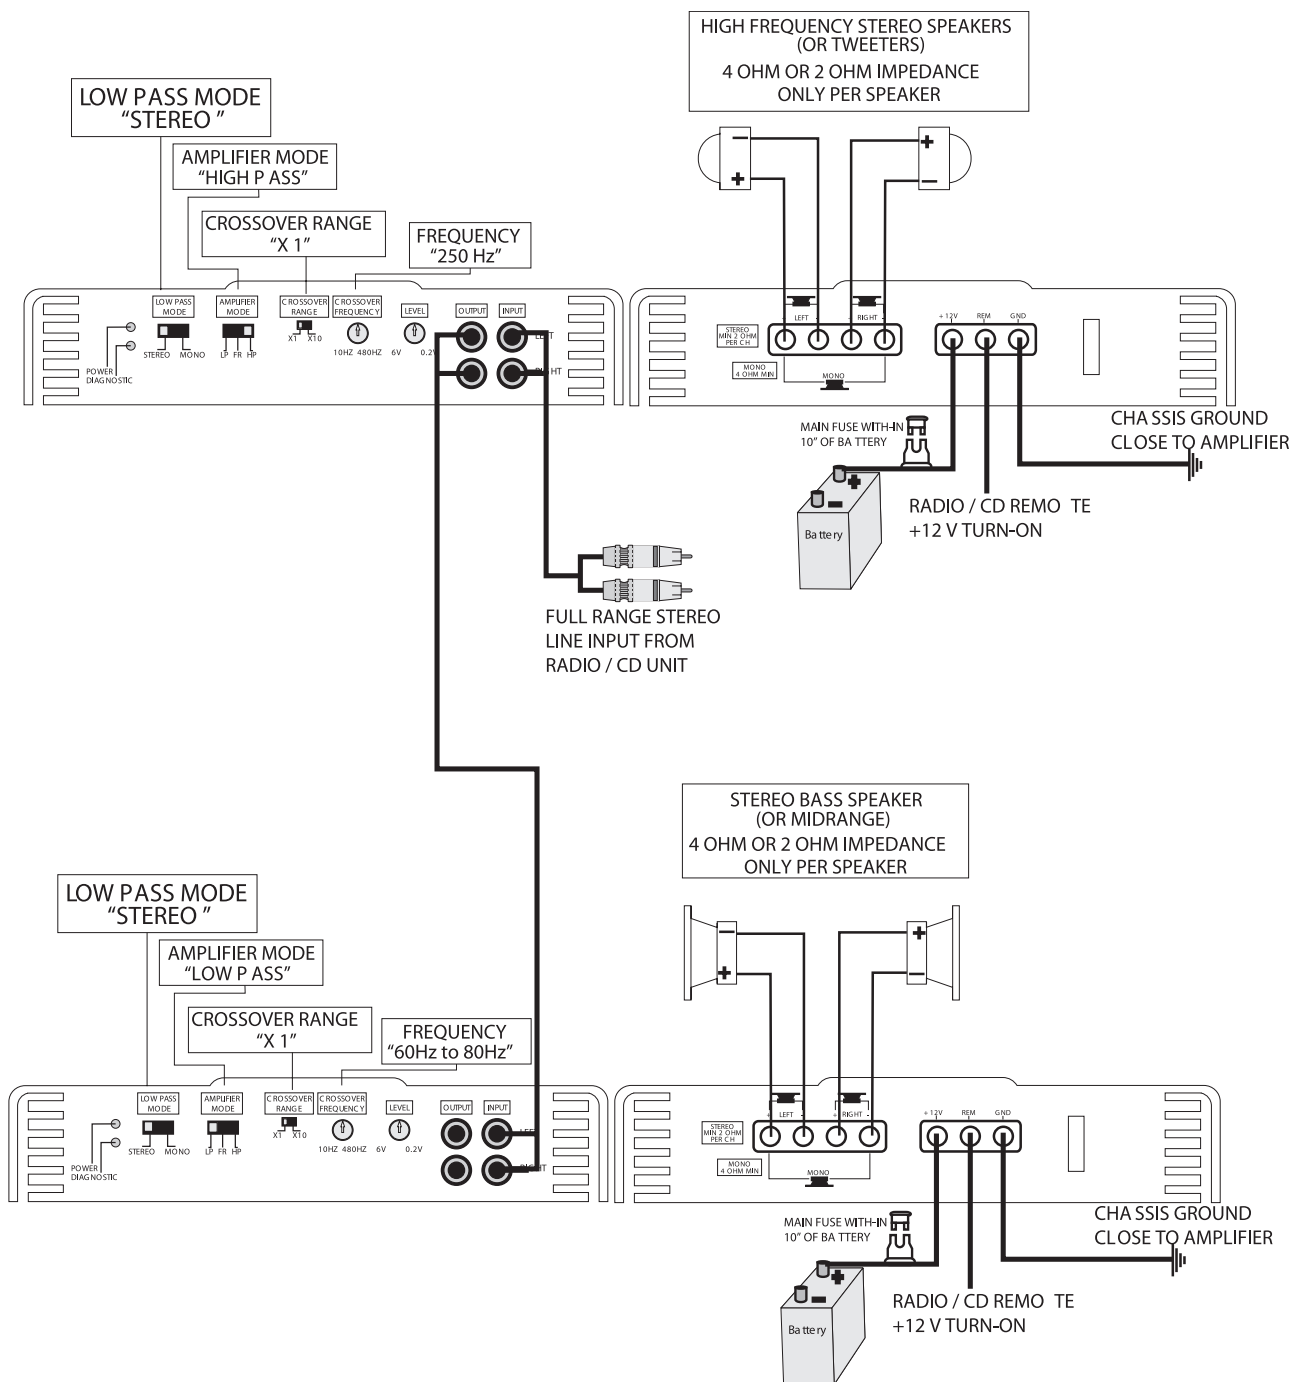 HIGH FREQUENCY STEREO SPEAKERS
(OR TWEETERS)
4 OHM OR 2 OHM IMPEDANCE
ONLY PER SPEAKER
LOW PASS MODE
“STEREO ”
AMPLIFIER MODE
“HIGH P ASS”
CROSSOVER RANGE
“X 1”
FREQUENCY
“250 Hz”
LOW PASS
MODE
AMPLIFIER
MODE
CROSSOVER
RANGE
CROSSOVER
FREQUENCY
LEVEL
OUTPUT
INPUT
STEREO MONO
LP FR HP
X1 X10
10HZ 480HZ
6V 0.2V
LEFT
RIGHT
POWER
DIAGNOSTIC
- +
+ -
LEFT
RIGHT
STEREO
MIN 2 OHM
PER CH
MONO
4 OHM MIN
MONO
+12V REM GND
MAIN FUSE WITH-IN
10” OF BA TTERY
CHA SSIS GROUND
CLOSE TO AMPLIFIER
Ba tte ry
RADIO / CD REMO TE
+12 V TURN-ON
FULL RANGE STEREO
LINE INPUT FROM
RADIO / CD UNIT
STEREO BASS SPEAKER
(OR MIDRANGE)
4 OHM OR 2 OHM IMPEDANCE
ONLY PER SPEAKER
LOW PASS MODE
“STEREO ”
AMPLIFIER MODE
“LOW P ASS”
CROSSOVER RANGE
“X 1”
FREQUENCY
“60Hz to 80Hz”
LOW PASS
MODE
AMPLIFIER
MODE
CROSSOVER
RANGE
CROSSOVER
FREQUENCY
LEVEL
OUTPUT
INPUT
STEREO MONO
LP FR HP
X1 X10
10HZ 480HZ
6V 0.2V
LEFT
RIGHT
POWER
DIAGNOSTIC
- +
+ -
LEFT
RIGHT
STEREO
MIN 2 OHM
PER CH
MONO
4 OHM MIN
MONO
+12V REM GND
MAIN FUSE WITH-IN
10” OF BA TTERY
CHA SSIS GROUND
CLOSE TO AMPLIFIER
Ba tte ry
RADIO / CD REMO TE
+12 V TURN-ON